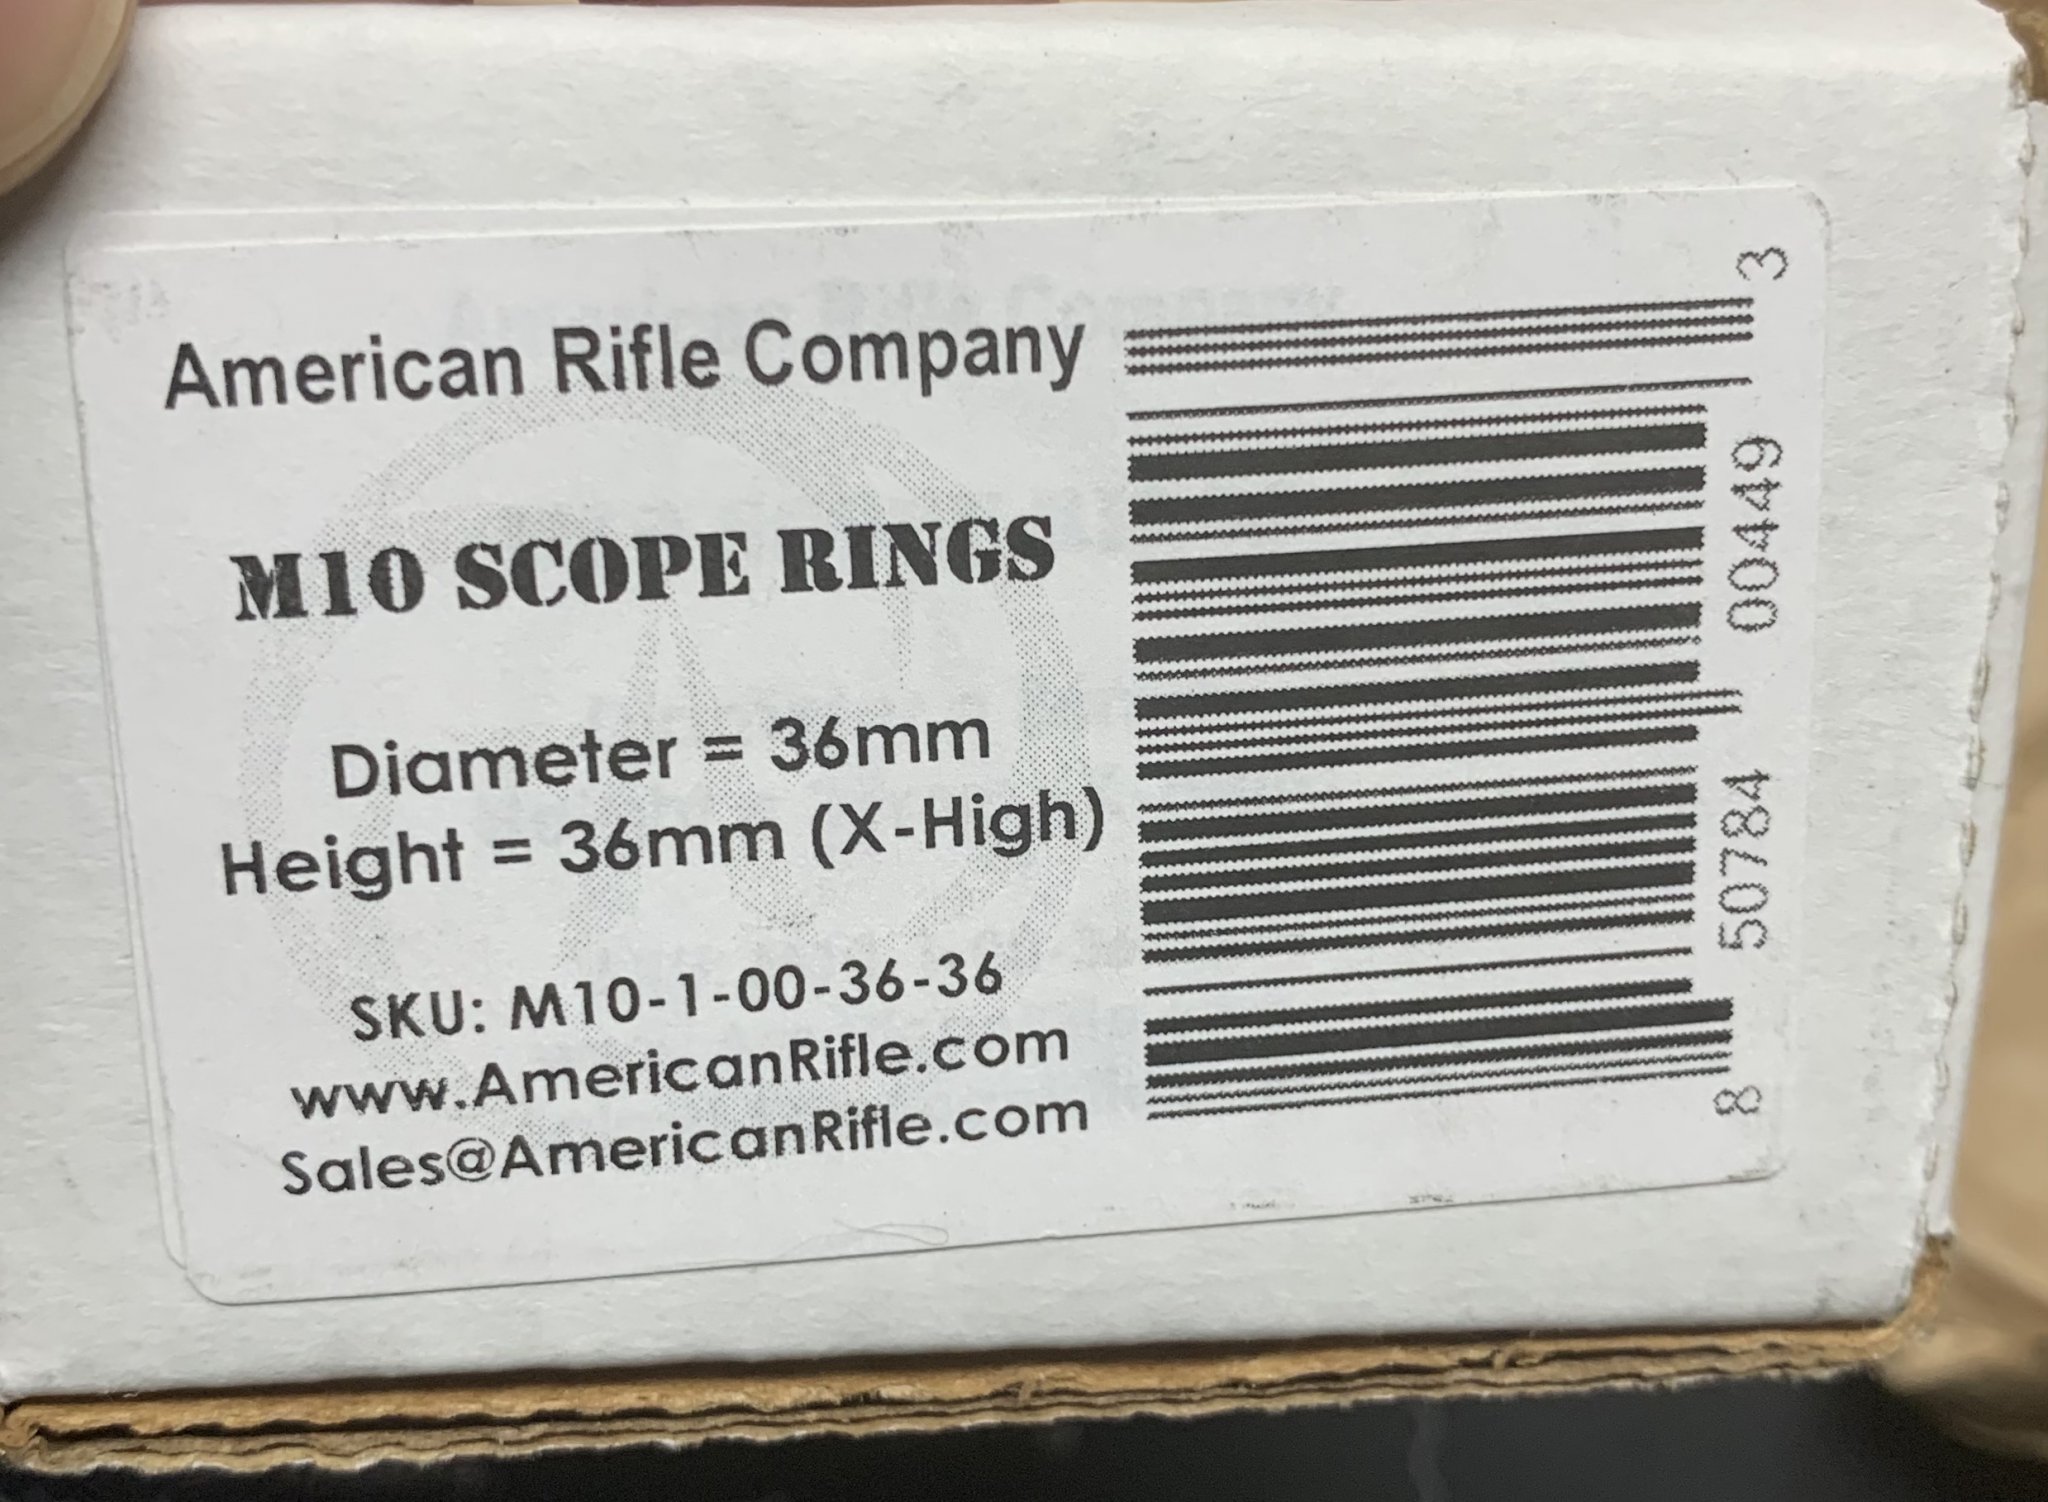 American Rifle Company
M10 SCOPE RINGS
Diameter = 36mm
Height = 36mm (X-High)
SKU: M10-1-00-36-36
www.AmericanRifle.com
Sales@AmericanRifle.com
8 50784 00449 3